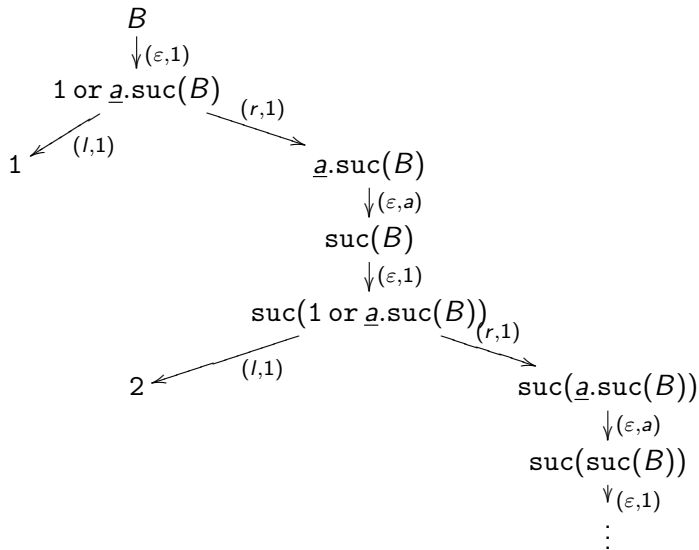 B
(ε,1)
1 or a.suc(B)
(l,1) (r,1)
1 a.suc(B)
(ε,a)
suc(B)
(ε,1)
suc(1 or a.suc(B))
(l,1) (r,1)
2 suc(a.suc(B))
(ε,a)
suc(suc(B))
(ε,1)
⋮